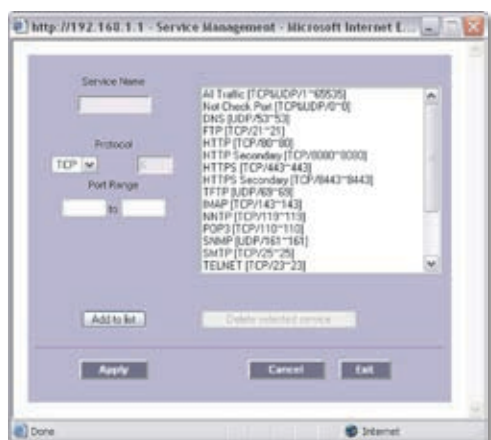 http://192.168.1.1 - Service Management - Microsoft Internet E...
Service Name
Protocol
TCP
6
Port Range
to
All Traffic [TCP&UDP/1~65535]
Not Check Port [TCP&UDP/0~0]
DNS [UDP/53~53]
FTP [TCP/21~21]
HTTP [TCP/80~80]
HTTP Secondary [TCP/8080~8080]
HTTPS [TCP/443~443]
HTTPS Secondary [TCP/8443~8443]
TFTP [UDP/69~69]
IMAP [TCP/143~143]
NNTP [TCP/119~119]
POP3 [TCP/110~110]
SNMP [UDP/161~161]
SMTP [TCP/25~25]
TELNET [TCP/23~23]
Add to list
Delete selected service
Apply
Cancel
Exit
Done
Internet